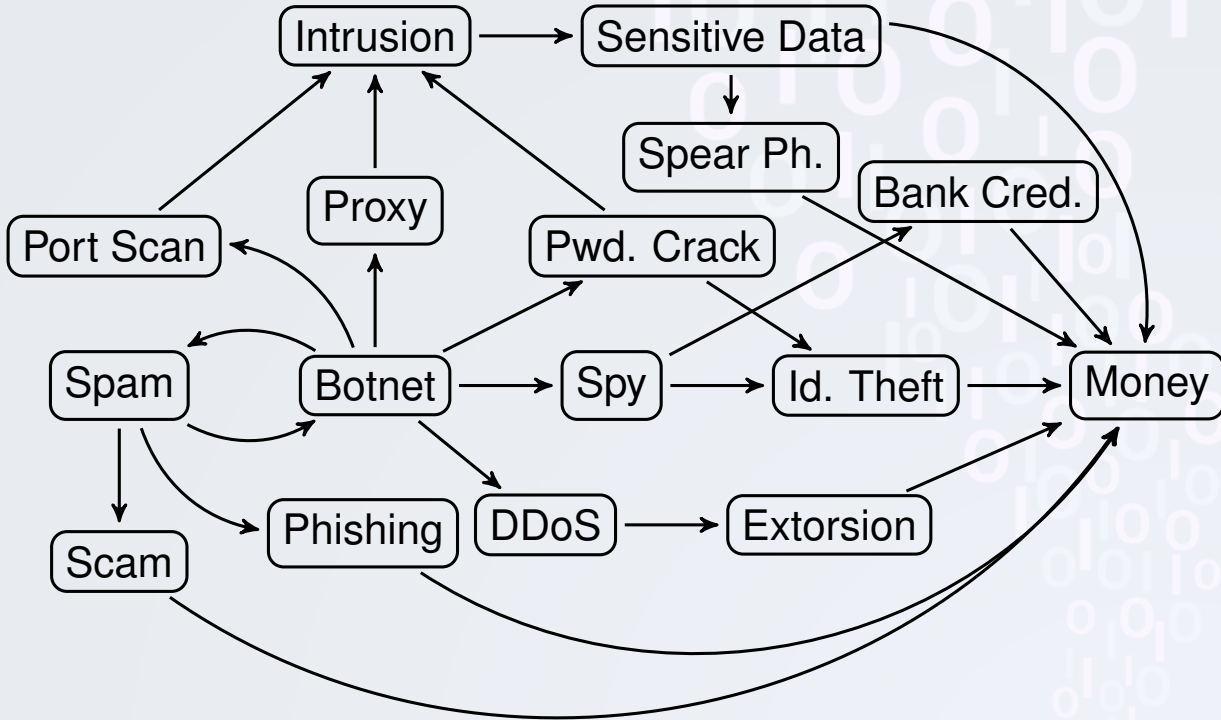 Intrusion
Sensitive Data
Spear Ph.
Bank Cred.
Proxy
Port Scan
Pwd. Crack
Spam
Botnet
Spy
Id. Theft
Money
Phishing
DDoS
Extorsion
Scam